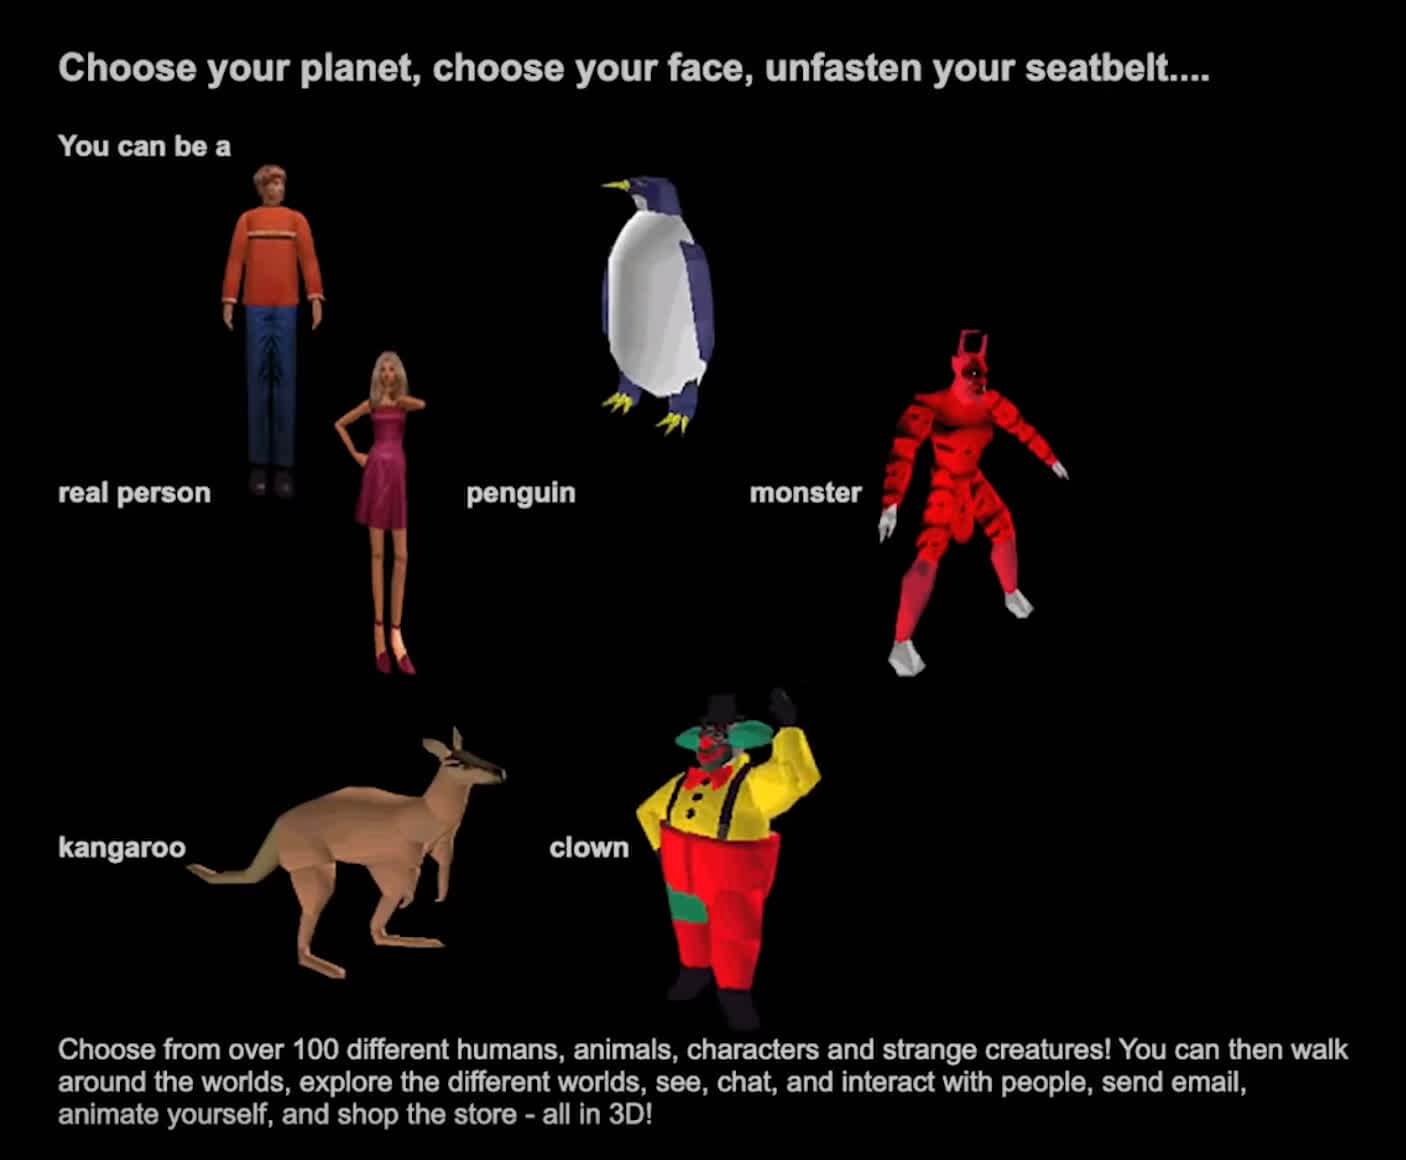 Choose your planet, choose your face, unfasten your seatbelt....
You can be a
real person
penguin
monster
kangaroo
clown
Choose from over 100 different humans, animals, characters and strange creatures! You can then walk
around the worlds, explore the different worlds, see, chat, and interact with people, send email,
animate yourself, and shop the store - all in 3D!